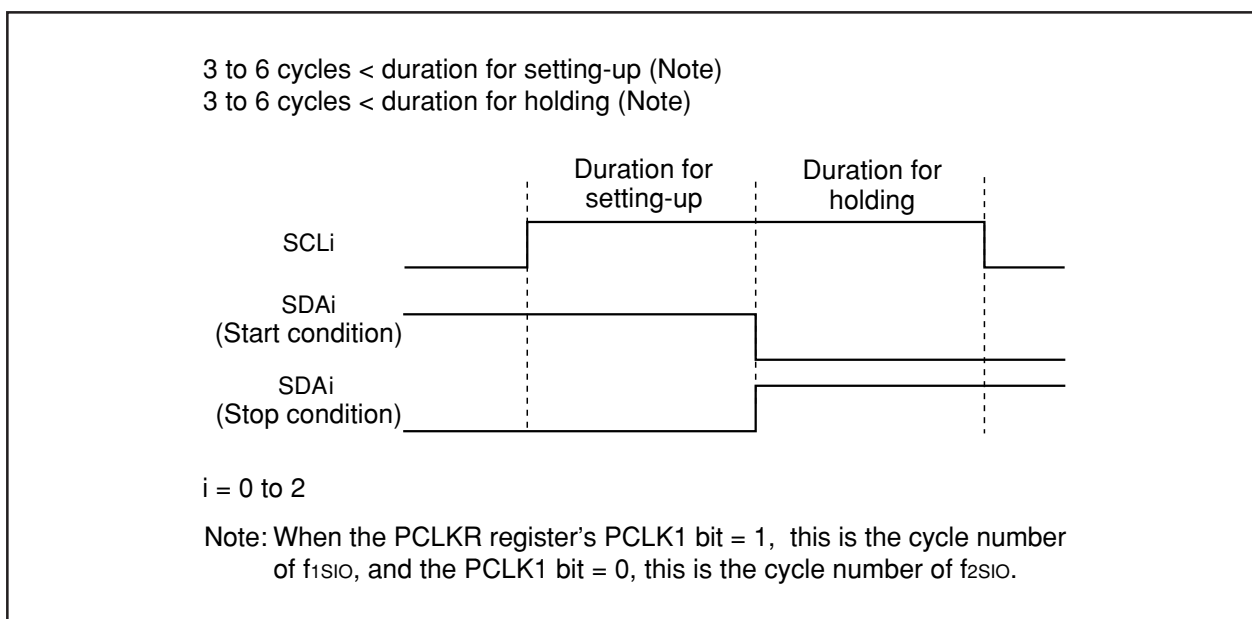 3 to 6 cycles < duration for setting-up (Note)
3 to 6 cycles < duration for holding (Note)
Duration for
setting-up
Duration for
holding
SCLi
SDAi
(Start condition)
SDAi
(Stop condition)
i = 0 to 2
Note: When the PCLKR register's PCLK1 bit = 1, this is the cycle number
of f1SIO, and the PCLK1 bit = 0, this is the cycle number of f2SIO.